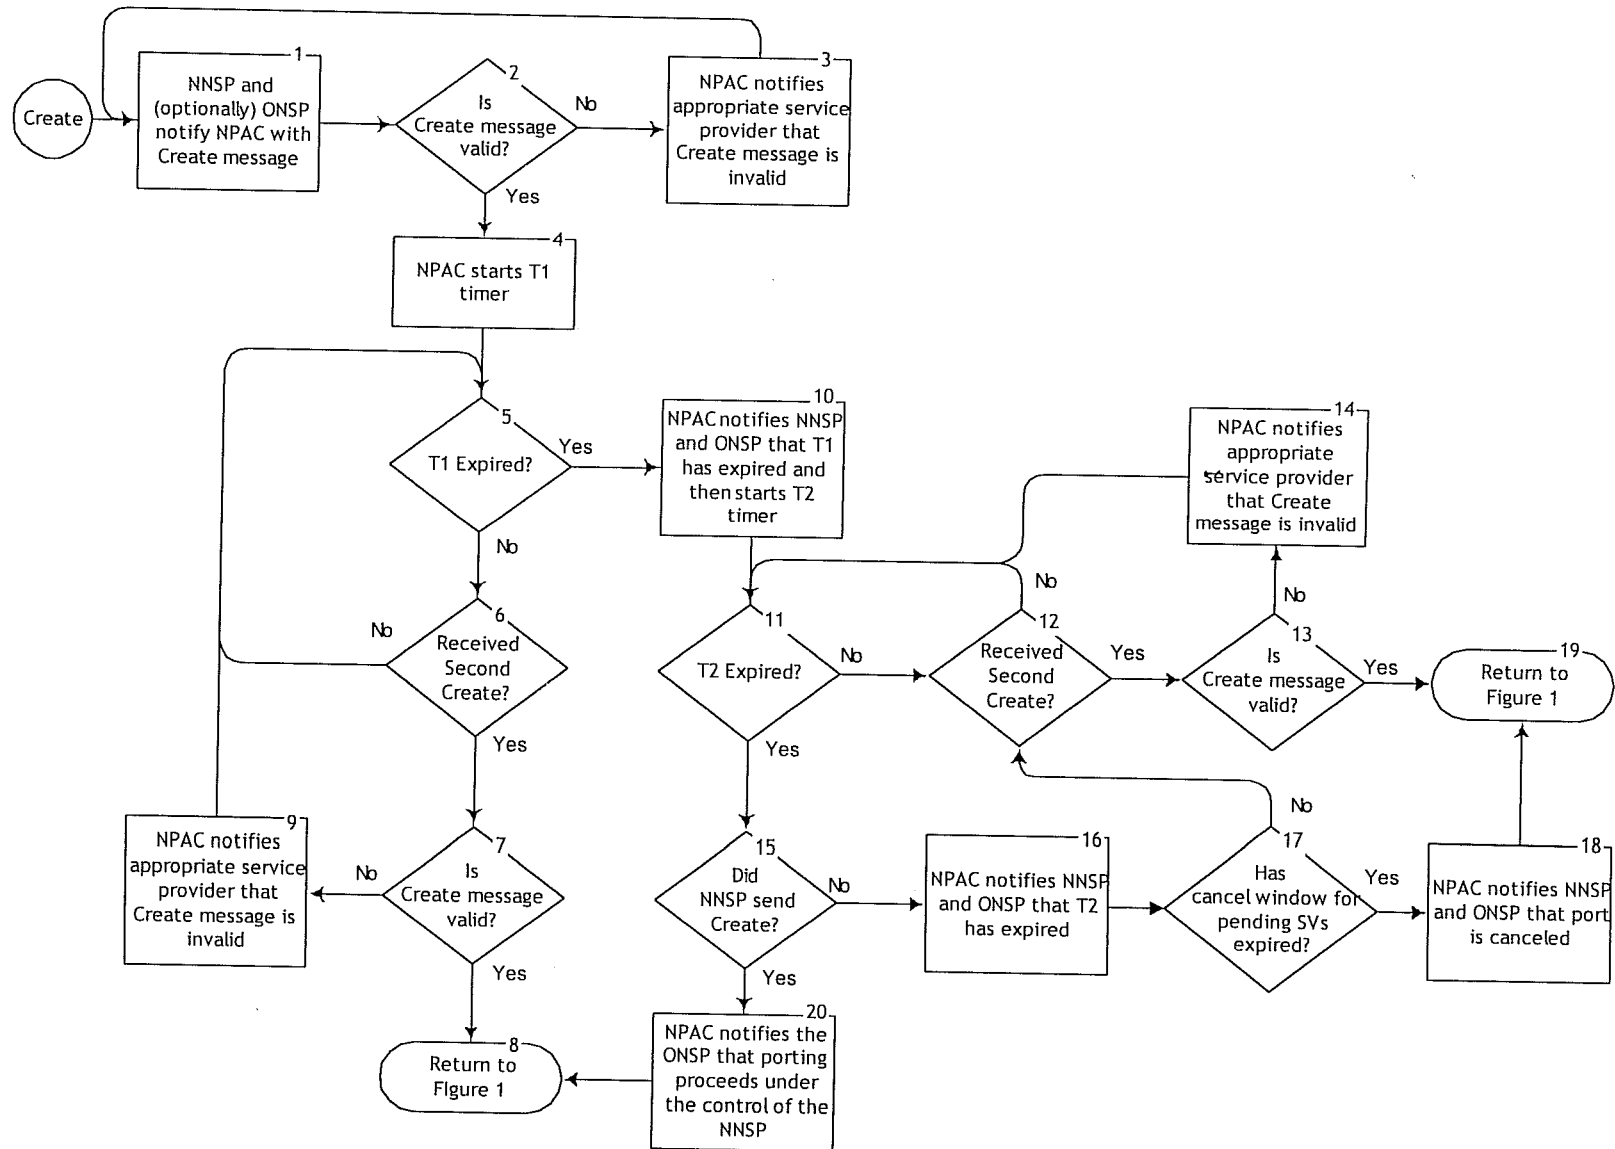 Create
1
NNSP and
(optionally) ONSP
notify NPAC with
Create message
2
Is
Create message
valid?
No
Yes
3
NPAC notifies
appropriate service
provider that
Create message is
invalid
4
NPAC starts T1
timer
5
T1 Expired?
Yes
No
6
Received
Second
Create?
No
Yes
7
Is
Create message
valid?
No
Yes
8
Return to
FIgure 1
9
NPAC notifies
appropriate service
provider that
Create message is
invalid
10
NPAC notifies NNSP
and ONSP that T1
has expired and
then starts T2
timer
11
T2 Expired?
No
Yes
12
Received
Second
Create?
No
Yes
13
Is
Create message
valid?
No
Yes
14
NPAC notifies
appropriate
service provider
that Create
message is invalid
15
Did
NNSP send
Create?
No
Yes
16
NPAC notifies NNSP
and ONSP that T2
has expired
17
Has
cancel window for
pending SVs
expired?
No
Yes
18
NPAC notifies NNSP
and ONSP that port
is canceled
19
Return to
Figure 1
20
NPAC notifies the
ONSP that porting
proceeds under
the control of the
NNSP